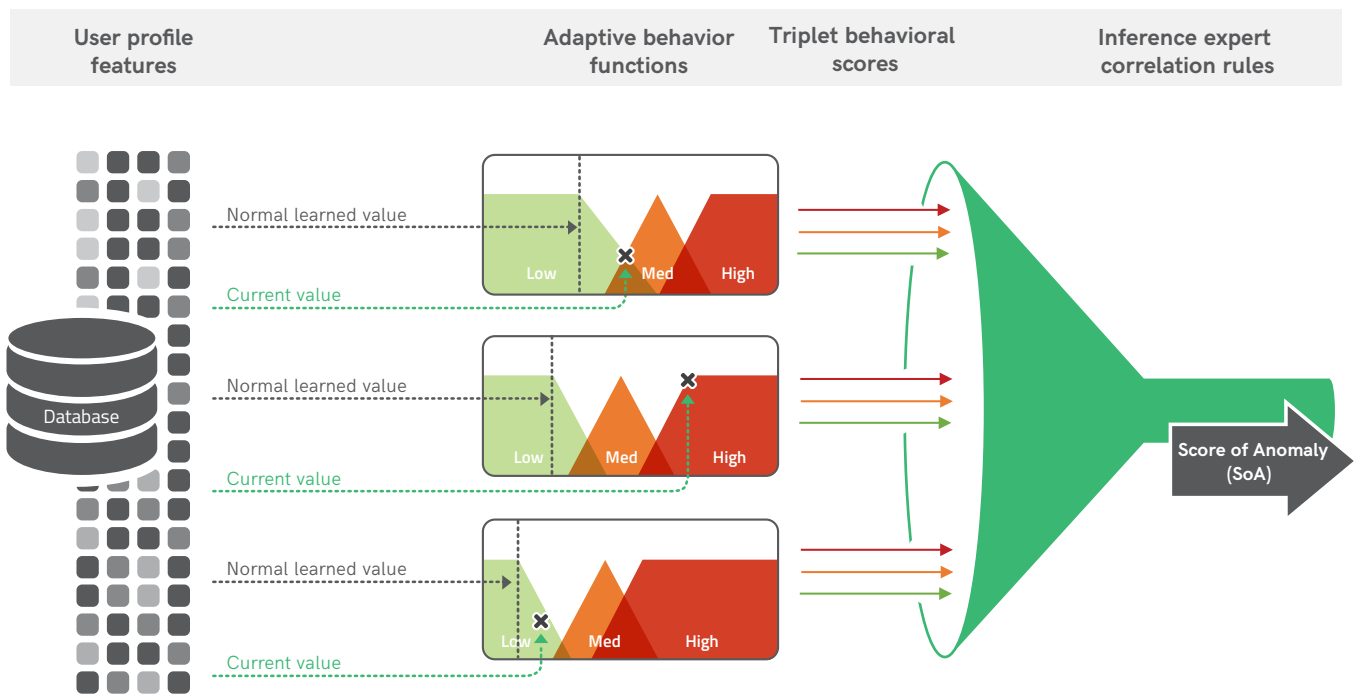 User profile
features
Adaptive behavior
functions
Triplet behavioral
scores
Inference expert
correlation rules
Normal learned value
Low
Med
High
Current value
Normal learned value
Database
Low
Med
High
Current value
Score of Anomaly
(SoA)
Normal learned value
Low
Med
High
Current value